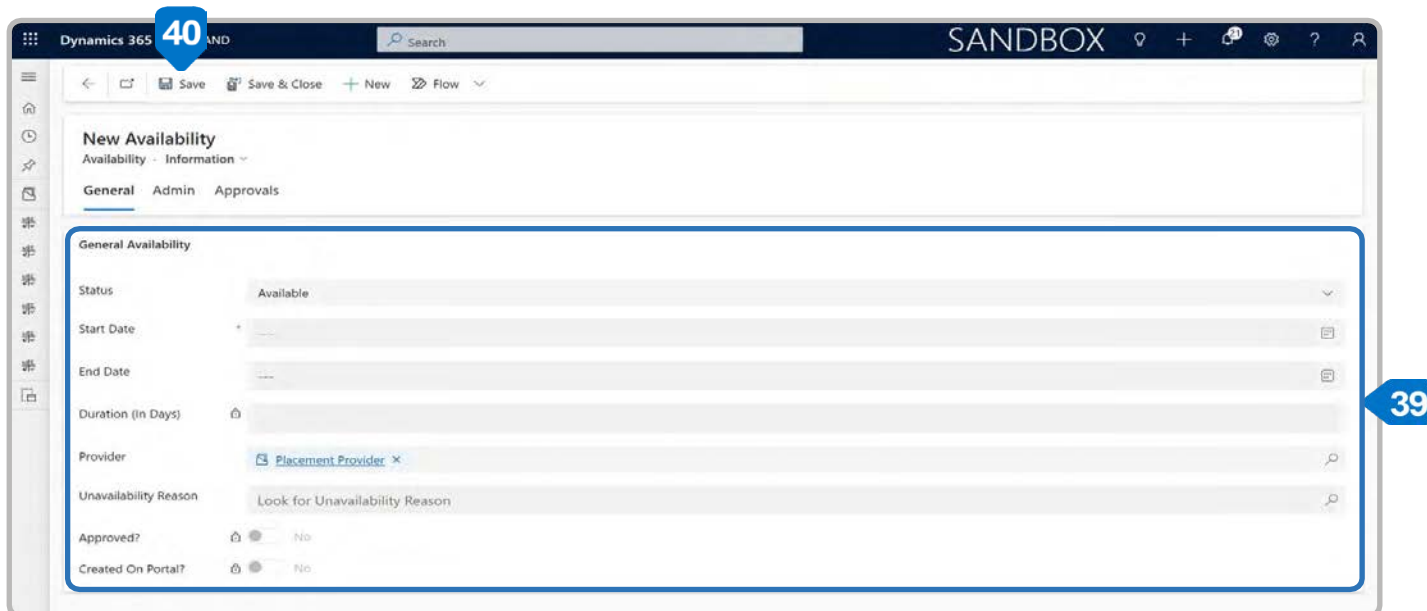 40
Dynamics 365 AND Search SANDBOX 21
Save Save & Close New Flow
New Availability
Availability · Information
General Admin Approvals
General Availability
Status Available
Start Date * ---
End Date ---
Duration (In Days)
39
Provider Placement Provider ×
Unavailability Reason Look for Unavailability Reason
Approved? No
Created On Portal? No